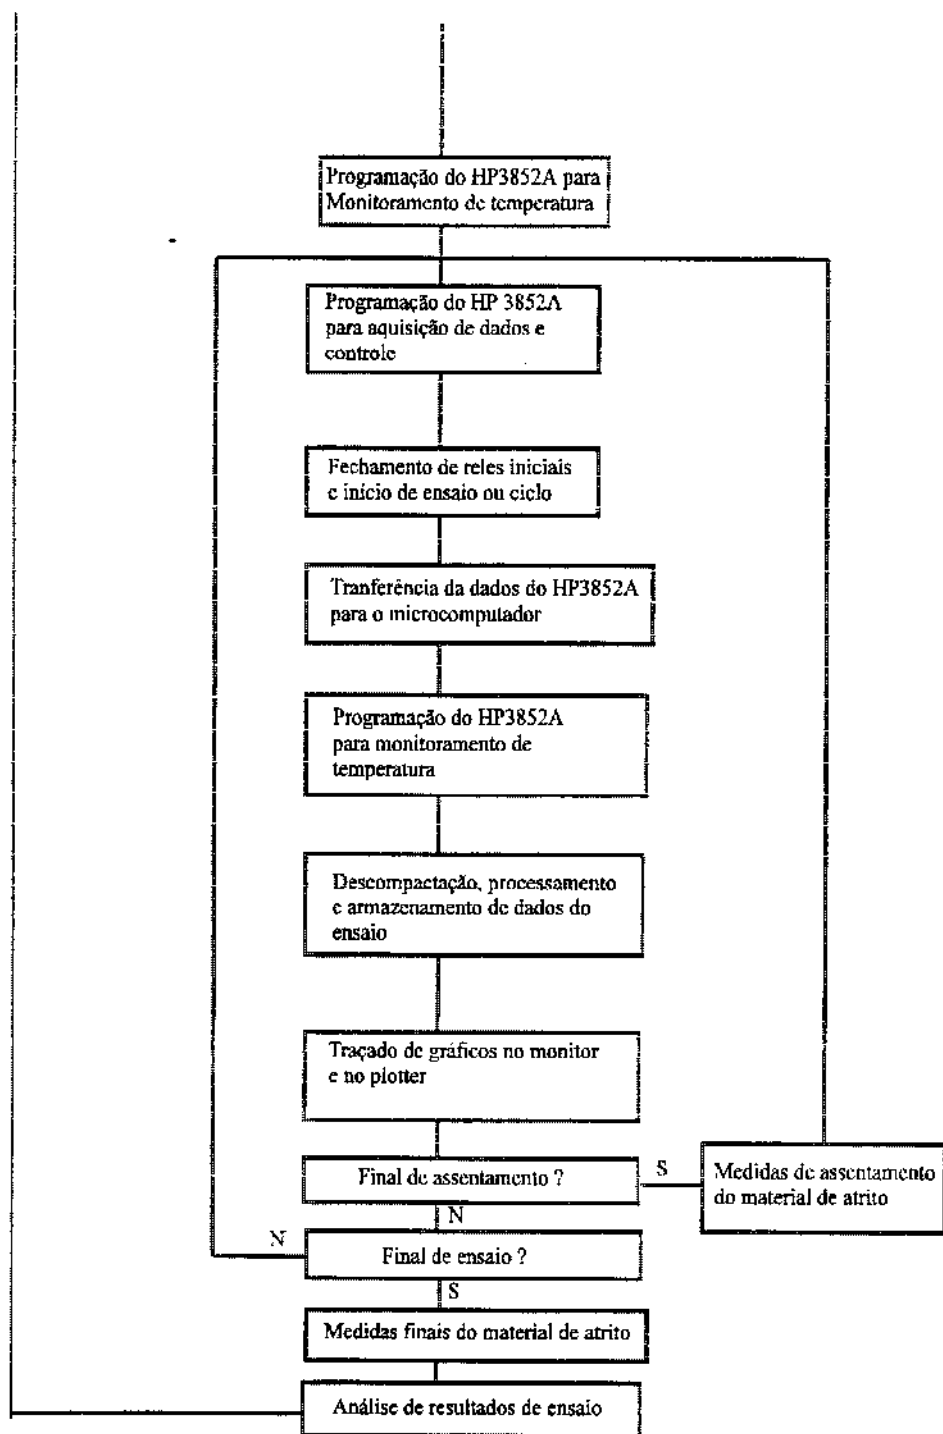 Programação do HP3852A para
Monitoramento de temperatura
Programação do HP 3852A
para aquisição de dados e
controle
Fechamento de reles iniciais
e início de ensaio ou ciclo
Tranferência da dados do HP3852A
para o microcomputador
Programação do HP3852A
para monitoramento de
temperatura
Descompactação, processamento
e armazenamento de dados do
ensaio
Traçado de gráficos no monitor
e no plotter
Final de assentamento ?
S
Medidas de assentamento
do material de atrito
N
N
Final de ensaio ?
S
Medidas finais do material de atrito
Análise de resultados de ensaio